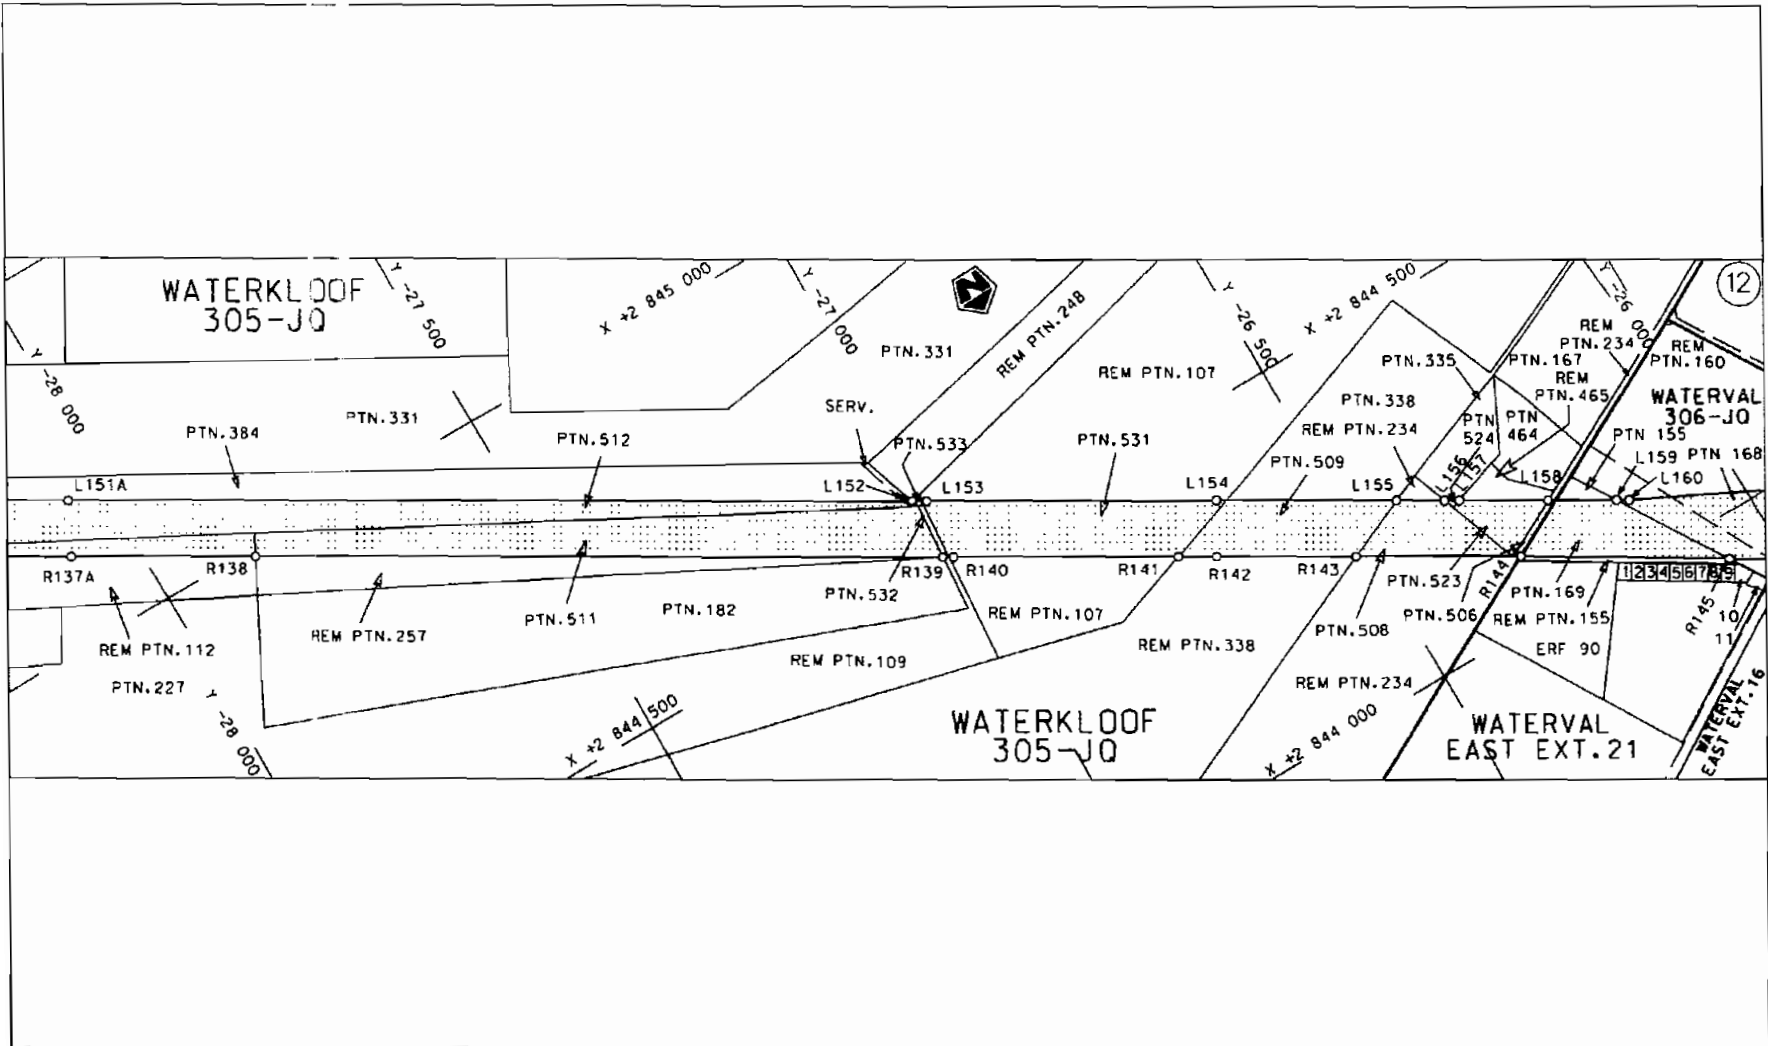 12
WATERKLOOF
305-JQ
Y -27 500
X +2 845 000
Y -27 000
N
REM PTN.248
Y -26 500
X +2 844 500
Y -26 000
Y -28 000
PTN.331
PTN.331
REM PTN.107
PTN.335
PTN.167
REM
PTN.234
REM
PTN.160
REM
PTN.465
PTN.338
WATERVAL
306-JQ
PTN.384
PTN.512
SERV.
PTN.533
PTN.531
REM PTN.234
PTN
524
PTN
464
PTN 155
PTN.509
L159
PTN 168
L151A
L152
L153
L154
L155
L156
L157
L158
L160
R137A
R138
R139
R140
R141
R142
R143
R144
1 2 3 4 5 6 7 8 9
REM PTN.112
REM PTN.257
PTN.511
PTN.182
PTN.532
REM PTN.107
PTN.523
PTN.506
PTN.169
REM PTN.155
R145
10
11
PTN.227
REM PTN.109
REM PTN.338
PTN.508
ERF 90
REM PTN.234
Y -28 000
X +2 844 500
WATERKLOOF
305-JQ
X +2 844 000
WATERVAL
EAST EXT.21
WATERVAL
EAST EXT.16